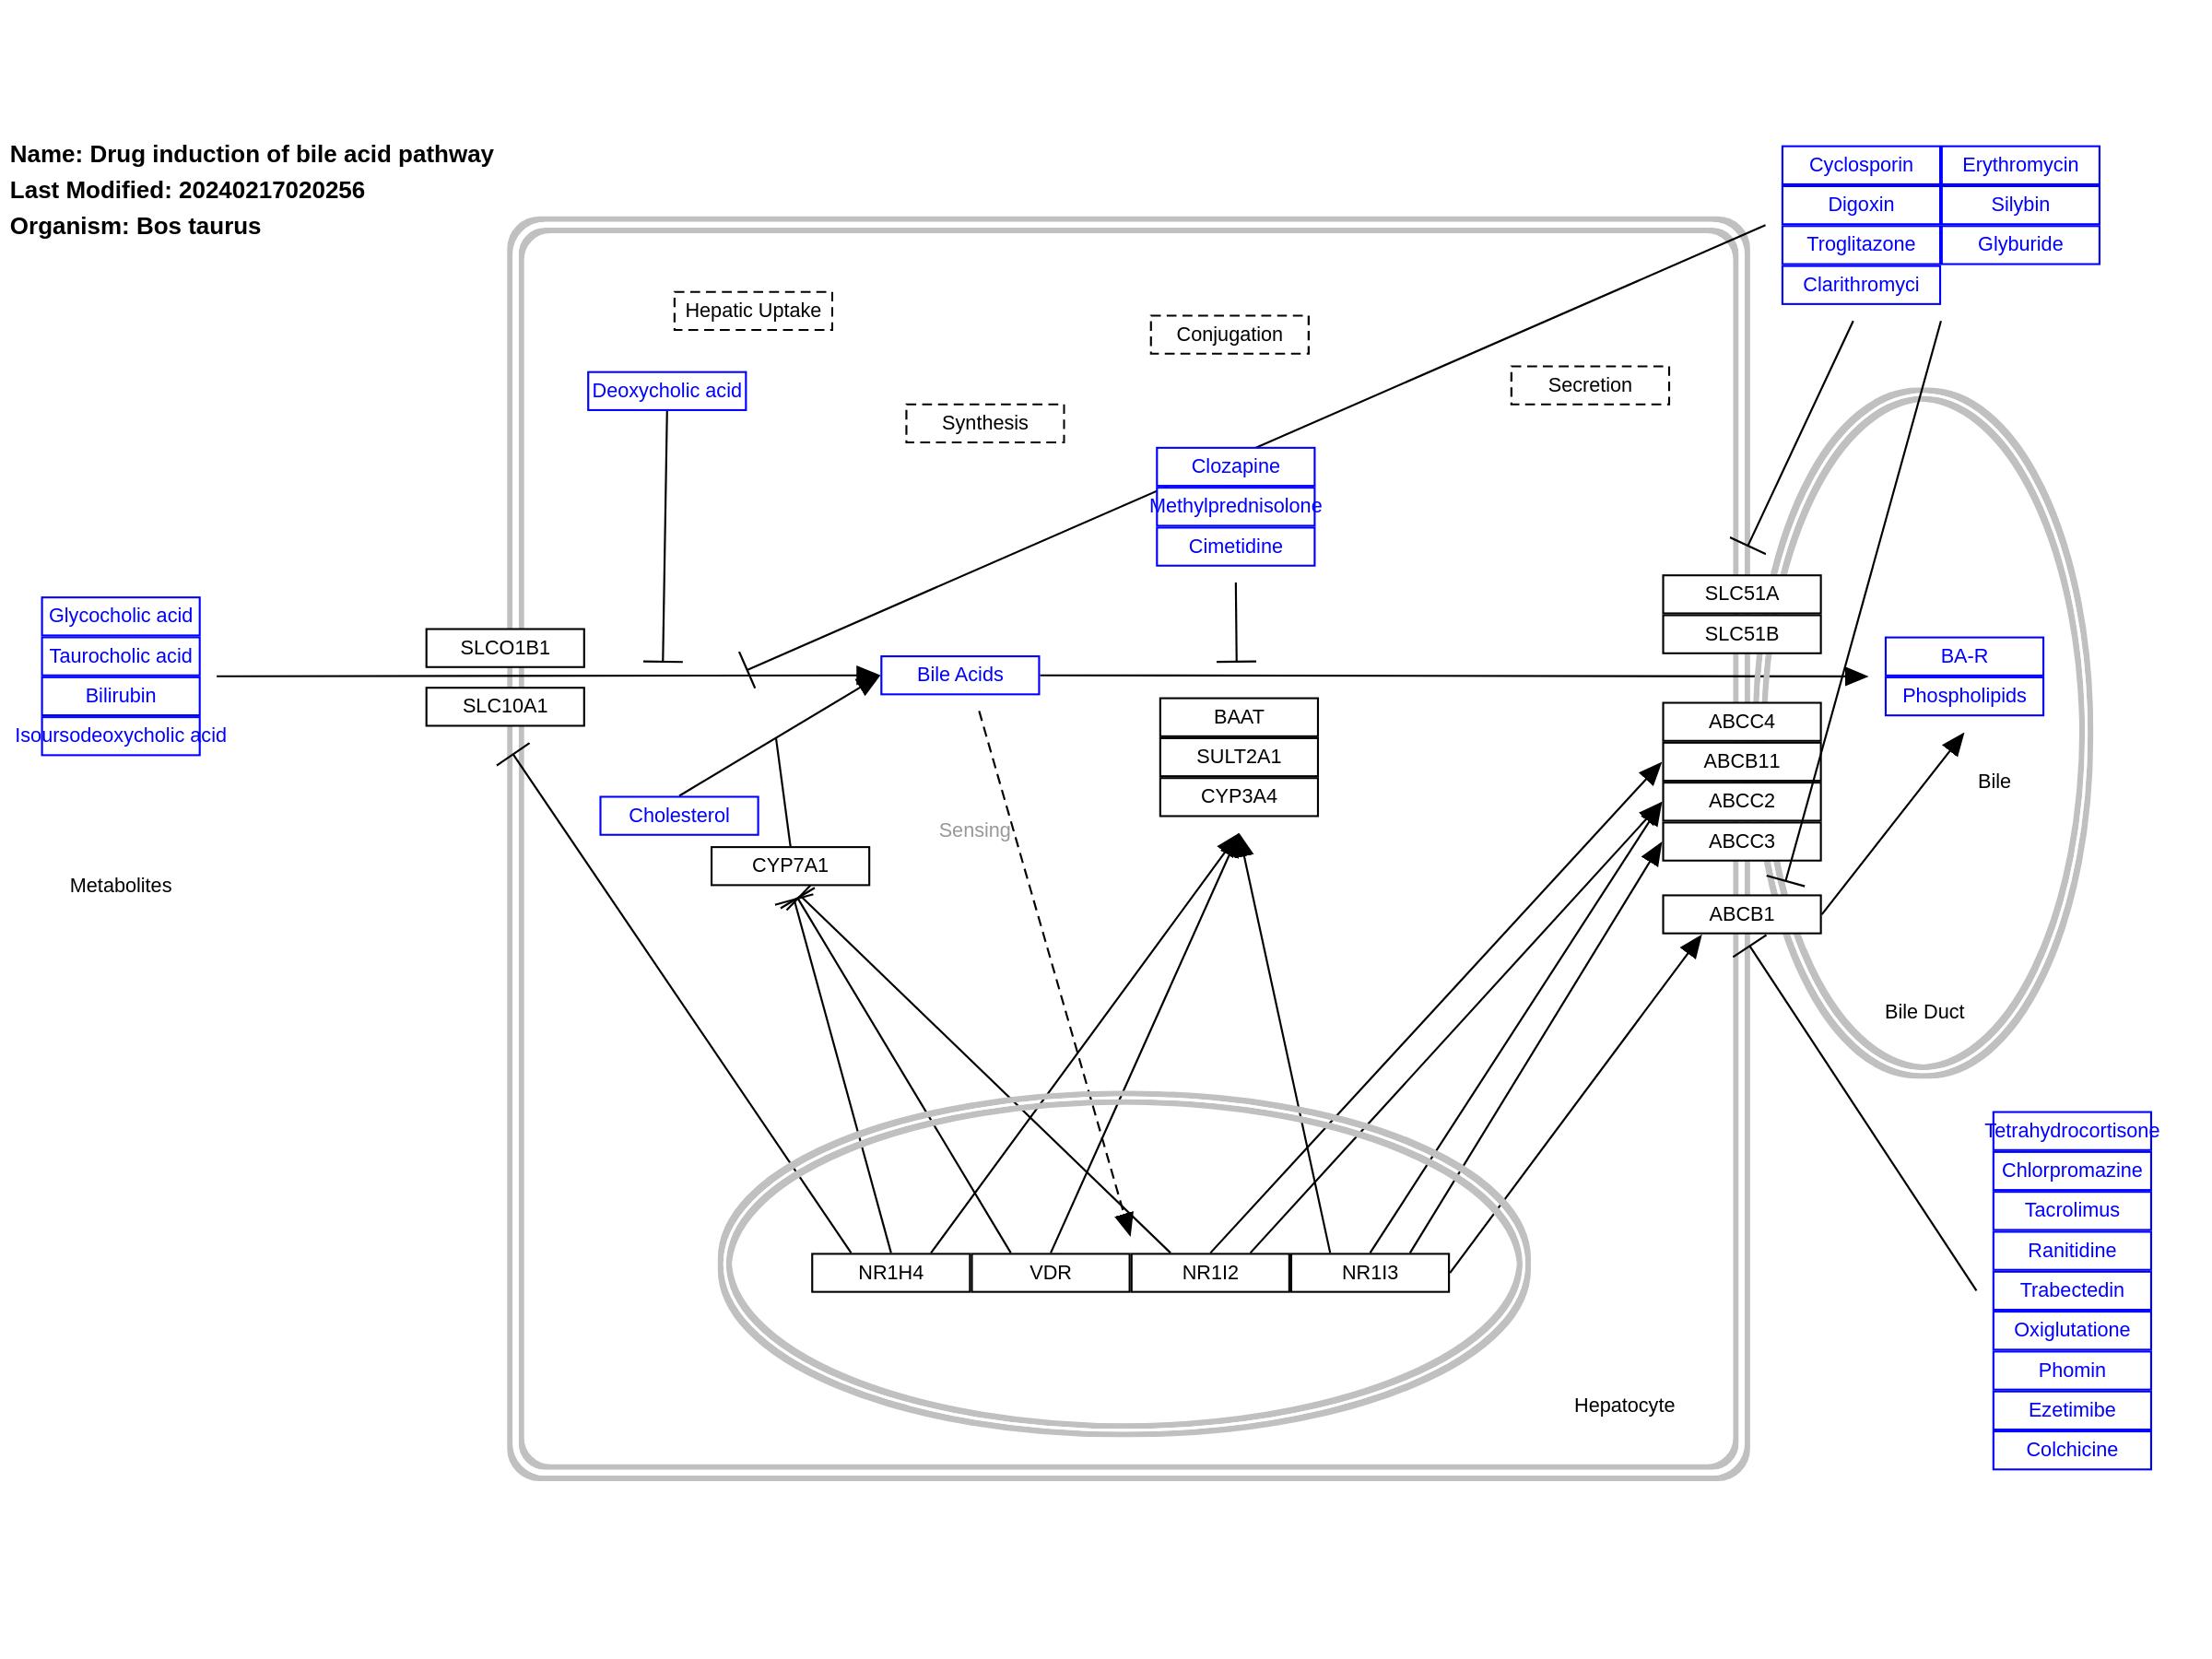 Name: Drug induction of bile acid pathway
Last Modified: 20240217020256
Organism: Bos taurus
Cyclosporin
Erythromycin
Digoxin
Silybin
Troglitazone
Glyburide
Clarithromyci
Hepatic Uptake
Conjugation
Secretion
Deoxycholic acid
Synthesis
Clozapine
Methylprednisolone
Cimetidine
Glycocholic acid
Taurocholic acid
Bilirubin
Isoursodeoxycholic acid
SLCO1B1
SLC10A1
Bile Acids
SLC51A
SLC51B
BA-R
Phospholipids
BAAT
SULT2A1
CYP3A4
ABCC4
ABCB11
ABCC2
ABCC3
ABCB1
Bile
Cholesterol
Sensing
CYP7A1
Metabolites
Bile Duct
Tetrahydrocortisone
Chlorpromazine
Tacrolimus
Ranitidine
Trabectedin
Oxiglutatione
Phomin
Ezetimibe
Colchicine
NR1H4
VDR
NR1I2
NR1I3
Hepatocyte